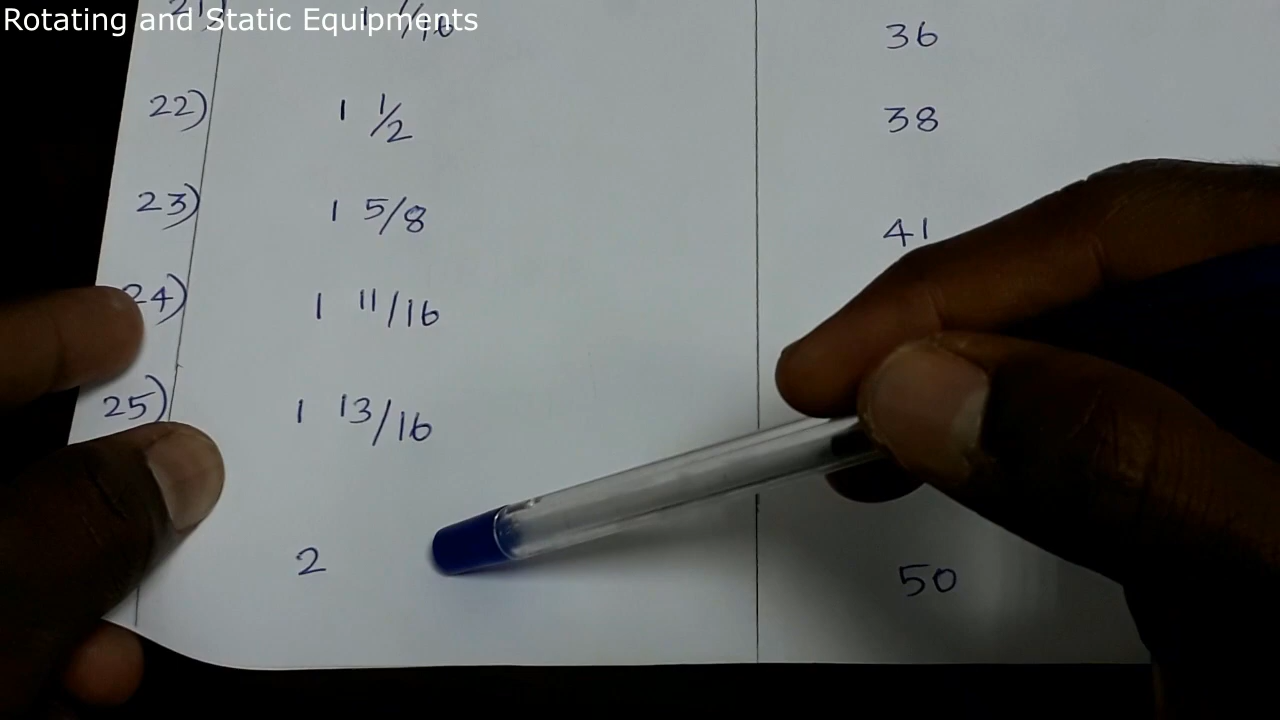 Rotating and Static Equipments
36
22) 1 1/2 38
23) 1 5/8 41
24) 1 11/16
25) 1 13/16
2 50